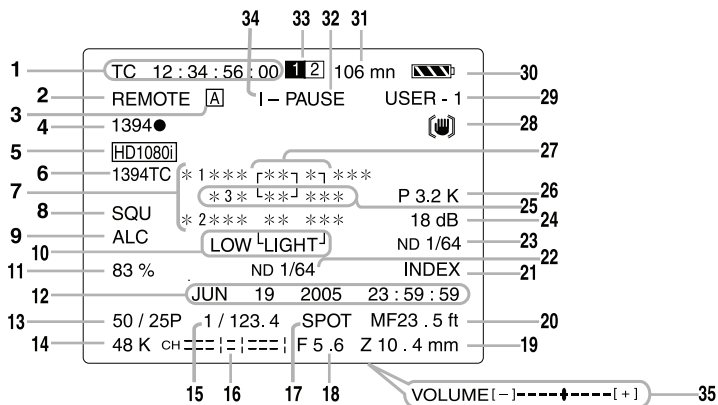 34 33 32 31
1 TC 12 : 34 : 56 : 00 1 2 106 mn 30
2 REMOTE A I – PAUSE USER - 1 29
3
4 1394● 28
5 HD1080i 27
6 1394TC ＊1＊＊＊ ＊＊ ＊ ＊＊＊
7 ＊3＊ ＊＊ ＊＊＊ P 3.2 K 26
25
8 SQU ＊2＊＊＊ ＊＊ ＊＊＊ 18 dB 24
9 ALC ND 1/64 23
10 LOW LIGHT 22
11 83 % ND 1/64 INDEX 21
12 JUN 19 2005 23 : 59 : 59
13 50 / 25P 1 / 123. 4 SPOT MF23 . 5 ft 20
14 48 K CH F 5 .6 Z 10 . 4 mm 19
15 16 17 18
VOLUME [ – ] - - - - - - - - [ + ] 35